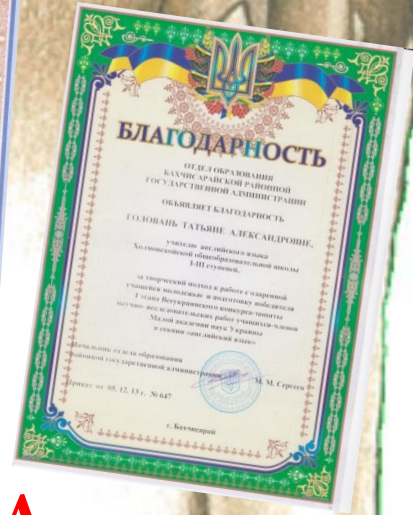 БЛАГОДАРНОСТЬ
ОТДЕЛ ОБРАЗОВАНИЯ
БАХЧИСАРАЙСКОЙ РАЙОННОЙ
ГОСУДАРСТВЕННОЙ АДМИНИСТРАЦИИ
ОБЪЯВЛЯЕТ БЛАГОДАРНОСТЬ
ГОЛОВАНЬ ТАТЬЯНЕ АЛЕКСАНДРОВНЕ,
учителю английского языка
Холмовской общеобразовательной школы
I-III ступеней,
за творческий подход к работе с одаренной
учащейся молодежью и подготовку победителя
I этапа Всеукраинского конкурса-защиты
научно-исследовательских работ учащихся-членов
Малой академии наук Украины
в секции «английский язык»
Начальник отдела образования
районной государственной администрации
М. М. Сергеев
Приказ от 05. 12. 13 г. № 647
г. Бахчисарай